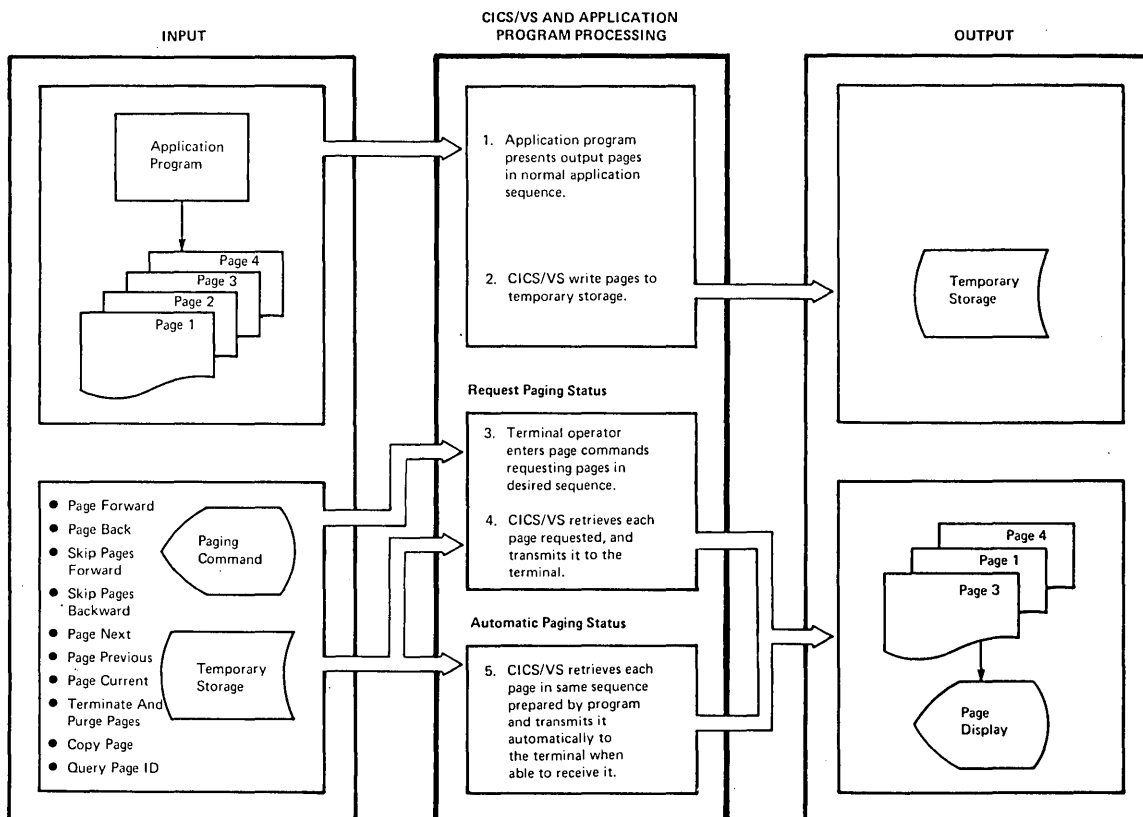 INPUT
CICS/VS AND APPLICATION
PROGRAM PROCESSING
OUTPUT
Application
Program
Page 4
Page 3
Page 2
Page 1
1. Application program
presents output pages
in normal application
sequence.
2. CICS/VS write pages to
temporary storage.
Temporary
Storage
Request Paging Status
3. Terminal operator
enters page commands
requesting pages in
desired sequence.
4. CICS/VS retrieves each
page requested, and
transmits it to the
terminal.
Automatic Paging Status
5. CICS/VS retrieves each
page in same sequence
prepared by program
and transmits it
automatically to
the terminal when
able to receive it.
● Page Forward
● Page Back
● Skip Pages
Forward
● Skip Pages
Backward
● Page Next
● Page Previous
● Page Current
● Terminate And
Purge Pages
● Copy Page
● Query Page ID
Paging
Command
Temporary
Storage
Page 4
Page 1
Page 3
Page
Display